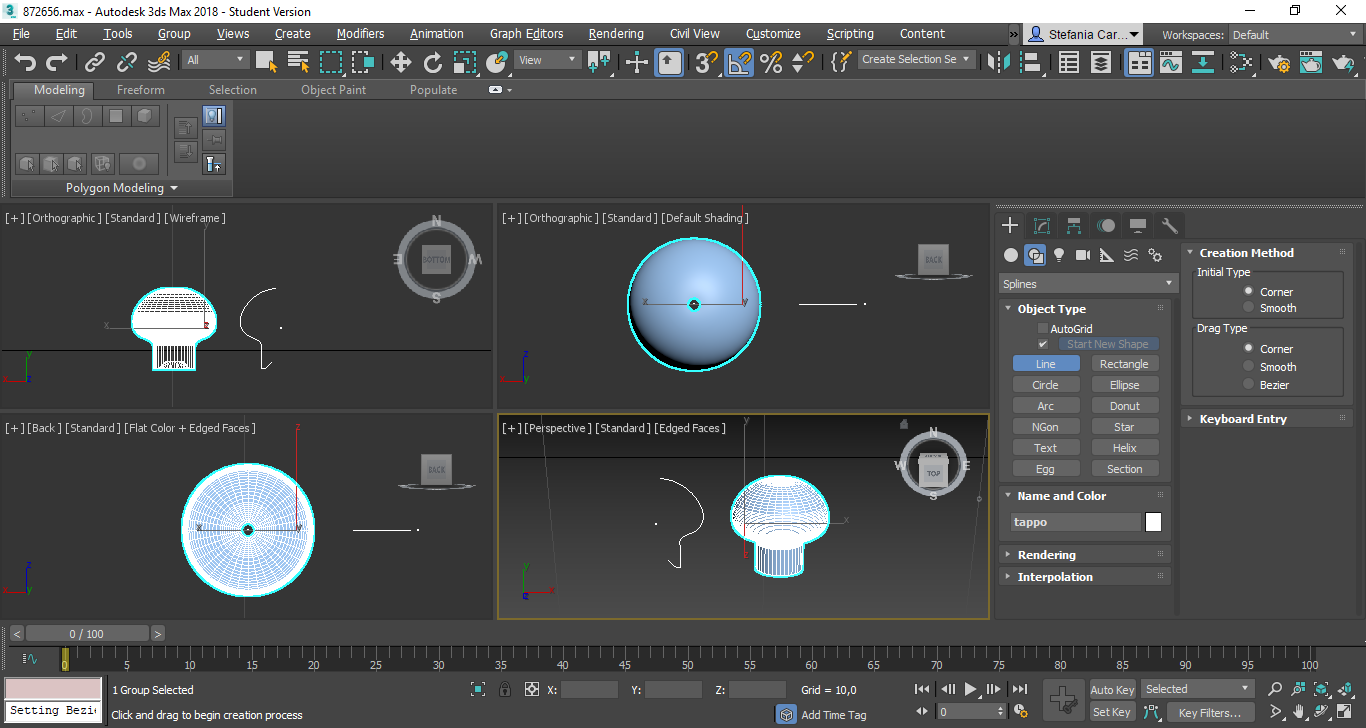 872656.max - Autodesk 3ds Max 2018 - Student Version
File Edit Tools Group Views Create Modifiers Animation Graph Editors Rendering Civil View Customize Scripting Content » Stefania Car... Workspaces: Default
All View Create Selection Se
Modeling Freeform Selection Object Paint Populate
Polygon Modeling
[+] [Orthographic] [Standard] [Wireframe]
N
W
E
S
BOTTOM
y
x
z
[+] [Orthographic] [Standard] [Default Shading]
BACK
x
y
z
[+] [Back] [Standard] [Flat Color + Edged Faces]
BACK
z
x
y
[+] [Perspective] [Standard] [Edged Faces]
N
W
E
S
TOP
y
x
z
Splines
Object Type
AutoGrid
Start New Shape
Line Rectangle
Circle Ellipse
Arc Donut
NGon Star
Text Helix
Egg Section
Name and Color
tappo
Rendering
Interpolation
Creation Method
Initial Type
Corner
Smooth
Drag Type
Corner
Smooth
Bezier
Keyboard Entry
< 0 / 100 >
0 5 10 15 20 25 30 35 40 45 50 55 60 65 70 75 80 85 90 95 100
1 Group Selected X: Y: Z: Grid = 10,0
Setting Bezi
Click and drag to begin creation process
Add Time Tag
0
Auto Key Selected
Set Key Key Filters...